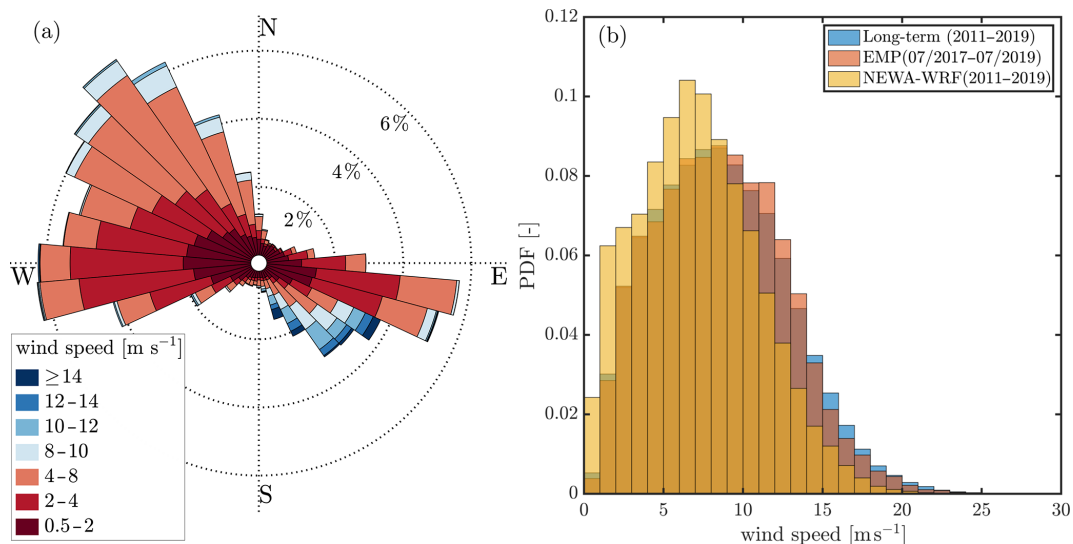 (a)
N
6%
4%
2%
W
E
S
wind speed [m s⁻¹]
≥14
12-14
10-12
8-10
4-8
2-4
0.5-2
(b)
Long-term (2011-2019)
EMP(07/2017-07/2019)
NEWA-WRF(2011-2019)
PDF [-]
0.12
0.1
0.08
0.06
0.04
0.02
0
0 5 10 15 20 25 30
wind speed [m s⁻¹]